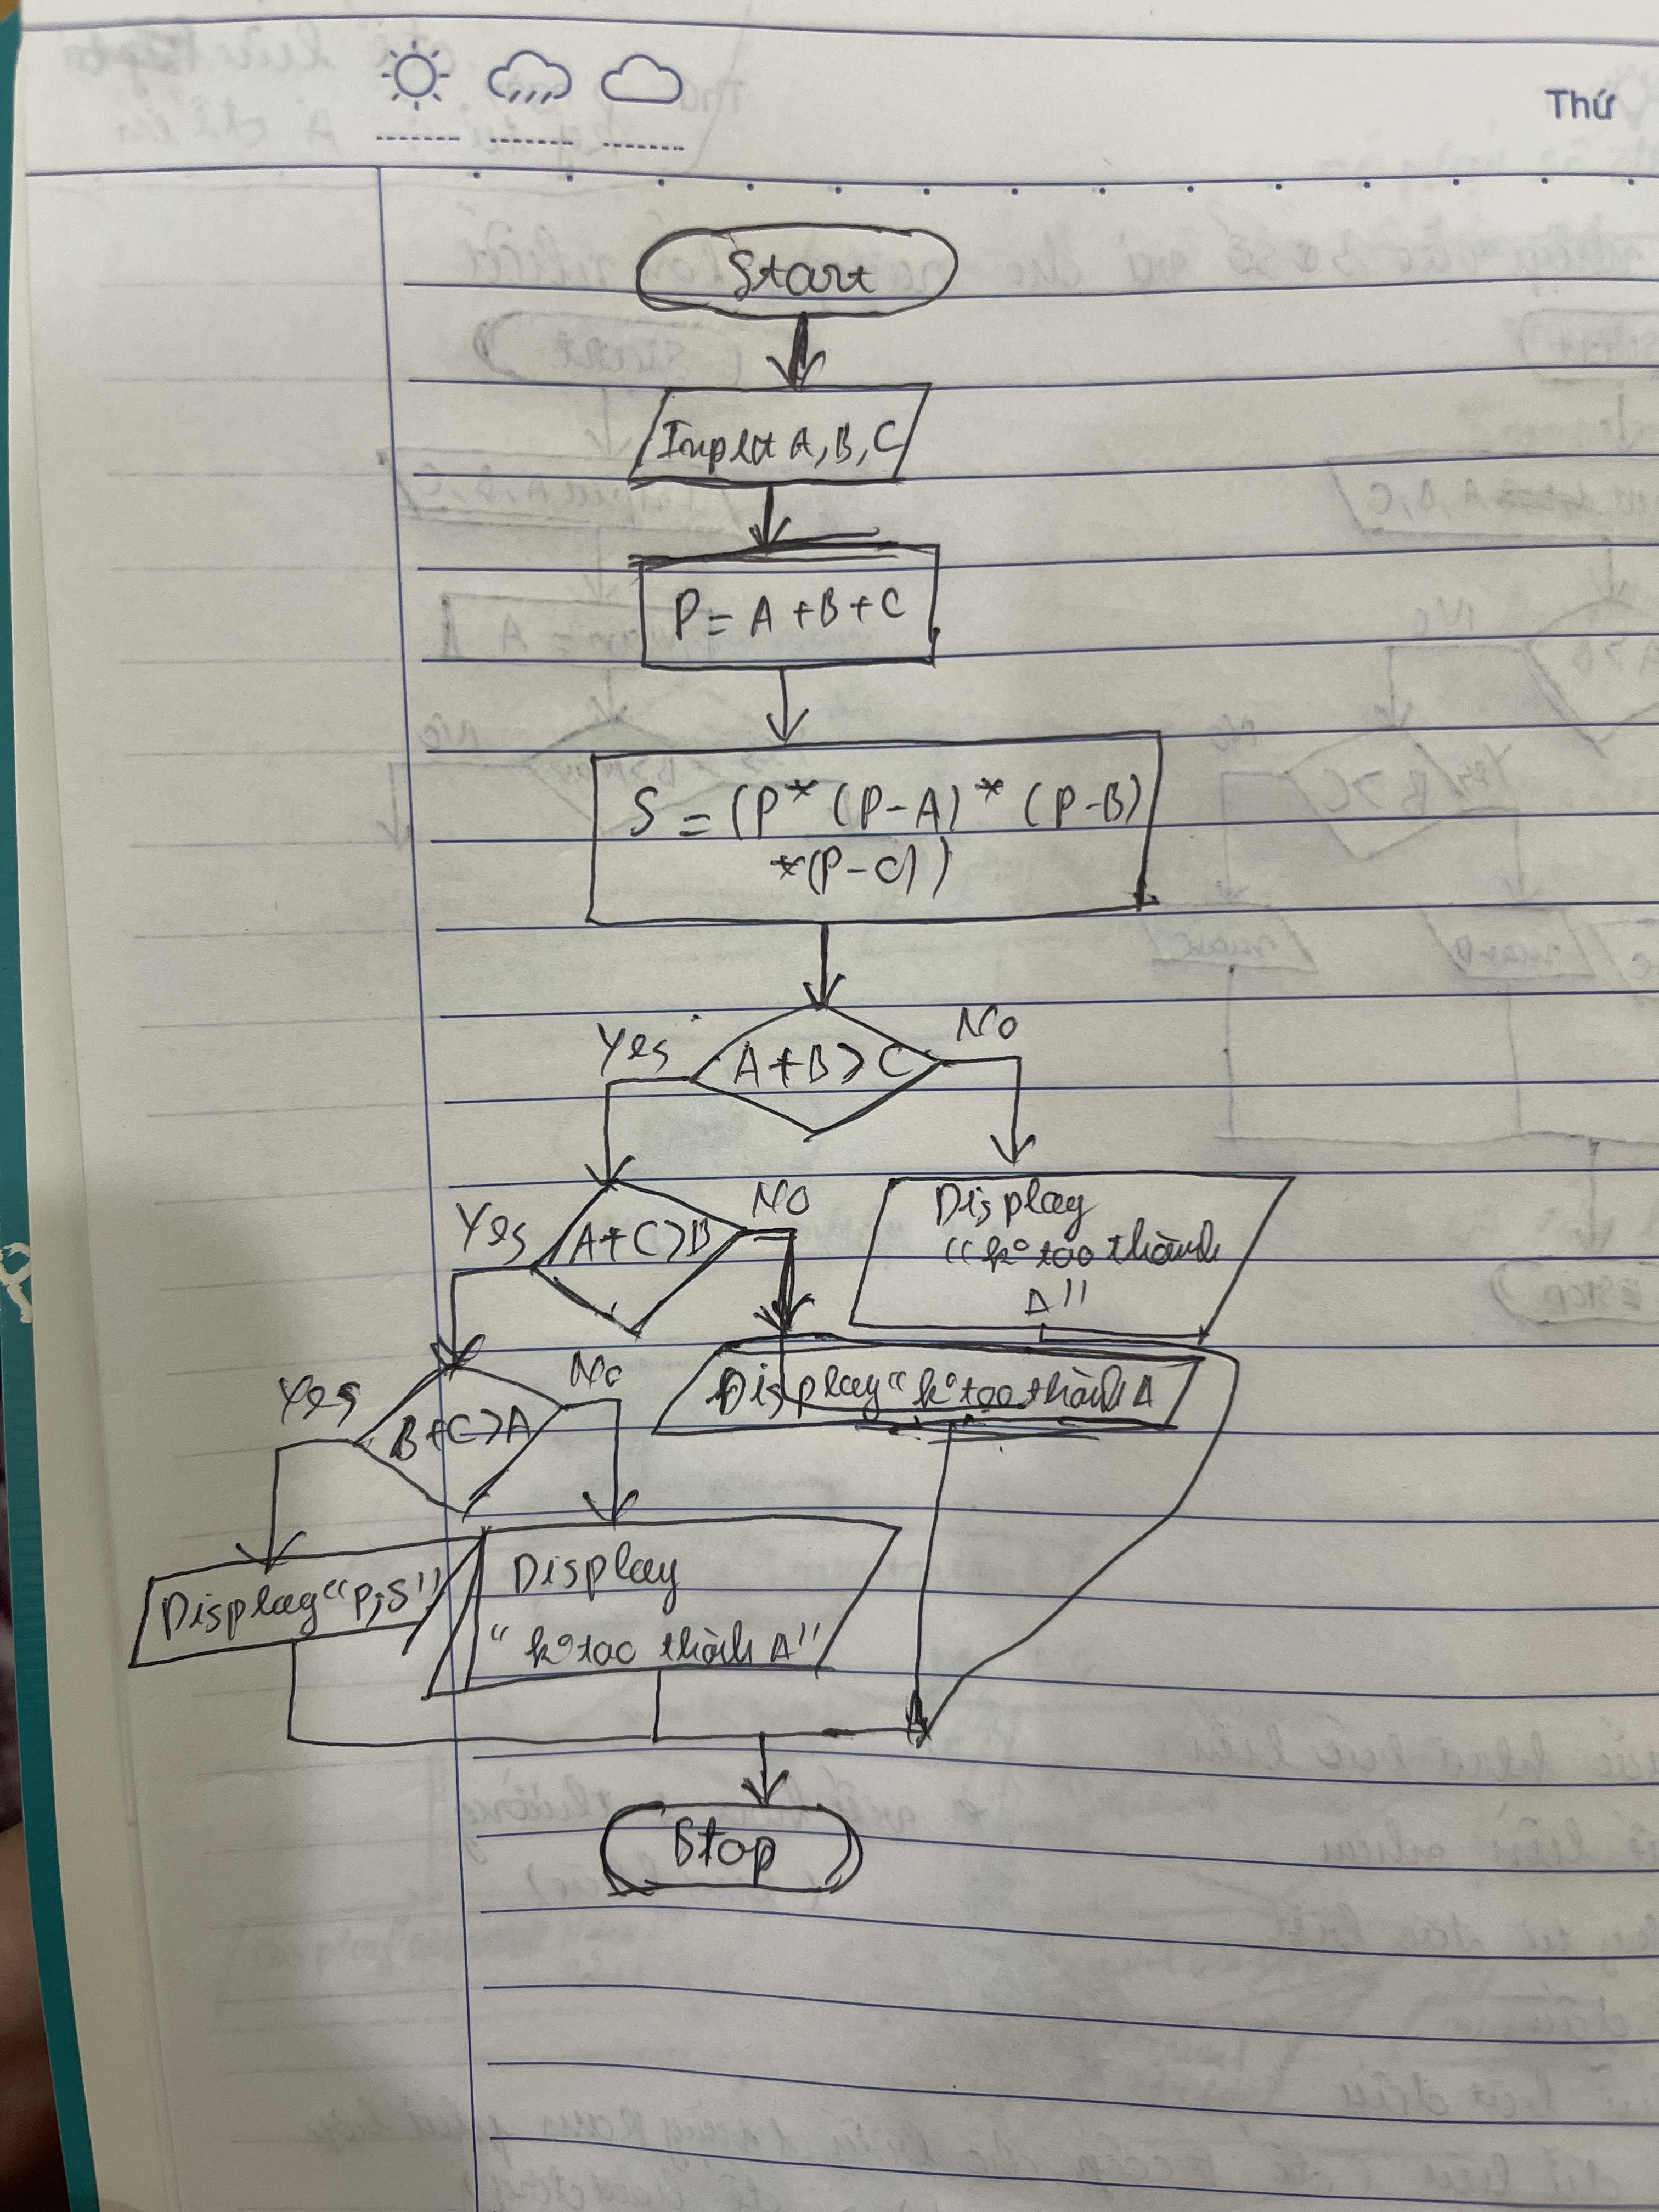 Thứ
Start
Input A, B, C
P = A + B + C
S = (P * (P - A) * (P - B)
* (P - C))
A + B > C
Yes
No
A + C > B
Yes
NO
Display
"k° tao thành
Δ"
B + C > A
Yes
No
Display "k° tao thành Δ
Display "P;S"
Display
"k° tao thành Δ"
Stop